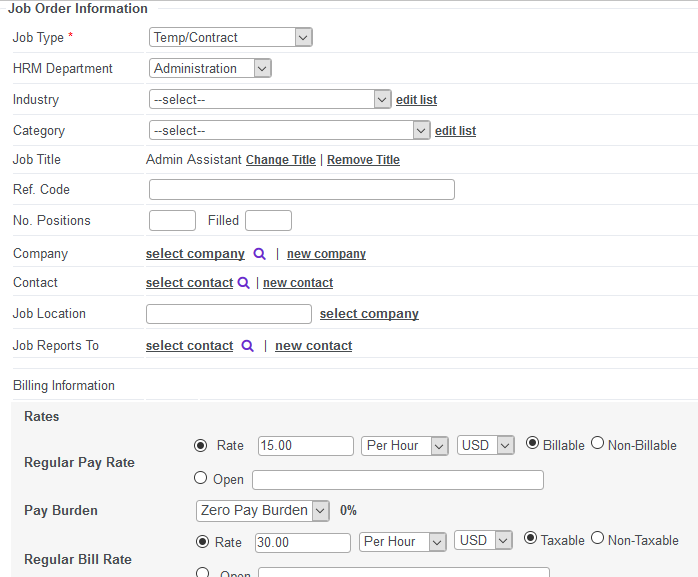 Job Order Information
Job Type * Temp/Contract
HRM Department Administration
Industry --select-- edit list
Category --select-- edit list
Job Title Admin Assistant Change Title | Remove Title
Ref. Code
No. Positions Filled
Company select company | new company
Contact select contact | new contact
Job Location select company
Job Reports To select contact | new contact
Billing Information
Rates
Regular Pay Rate
Rate 15.00 Per Hour USD Billable Non-Billable
Open
Pay Burden Zero Pay Burden 0%
Regular Bill Rate
Rate 30.00 Per Hour USD Taxable Non-Taxable
Open